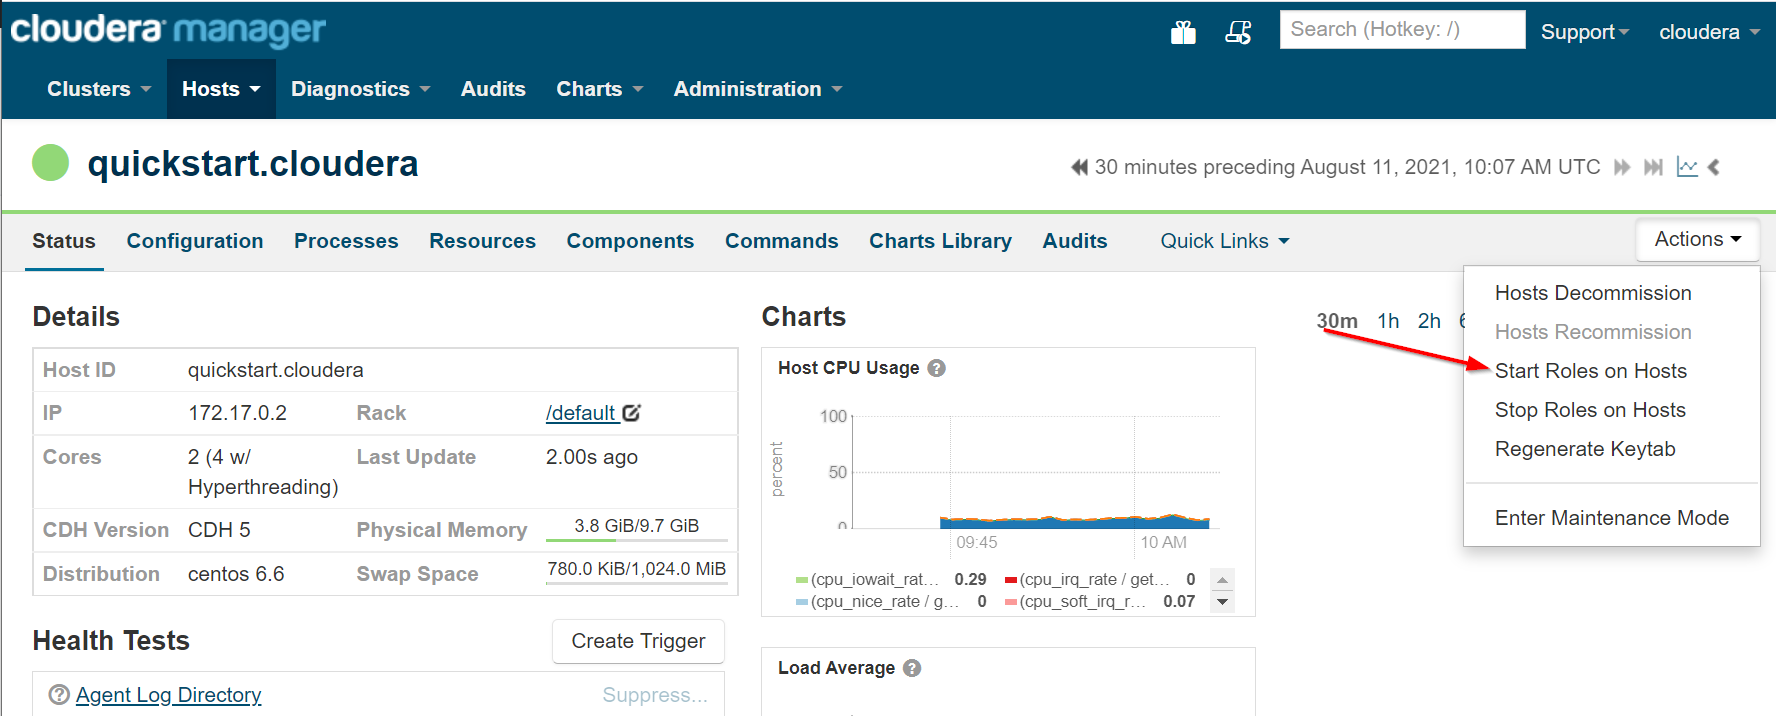 cloudera manager
Search (Hotkey: /)
Support
cloudera
Clusters
Hosts
Diagnostics
Audits
Charts
Administration
quickstart.cloudera
30 minutes preceding August 11, 2021, 10:07 AM UTC
Status
Configuration
Processes
Resources
Components
Commands
Charts Library
Audits
Quick Links
Actions
Hosts Decommission
Hosts Recommission
Start Roles on Hosts
Stop Roles on Hosts
Regenerate Keytab
Enter Maintenance Mode
Details
Host ID quickstart.cloudera
IP 172.17.0.2 Rack /default
Cores 2 (4 w/ Last Update 2.00s ago
Hyperthreading)
CDH Version CDH 5 Physical Memory 3.8 GiB/9.7 GiB
Distribution centos 6.6 Swap Space 780.0 KiB/1,024.0 MiB
Health Tests
Create Trigger
? Agent Log Directory Suppress...
Charts
30m 1h 2h
Host CPU Usage ?
percent
100
50
0
09:45 10 AM
(cpu_iowait_rat... 0.29 (cpu_irq_rate / get... 0
(cpu_nice_rate / g... 0 (cpu_soft_irq_r... 0.07
Load Average ?